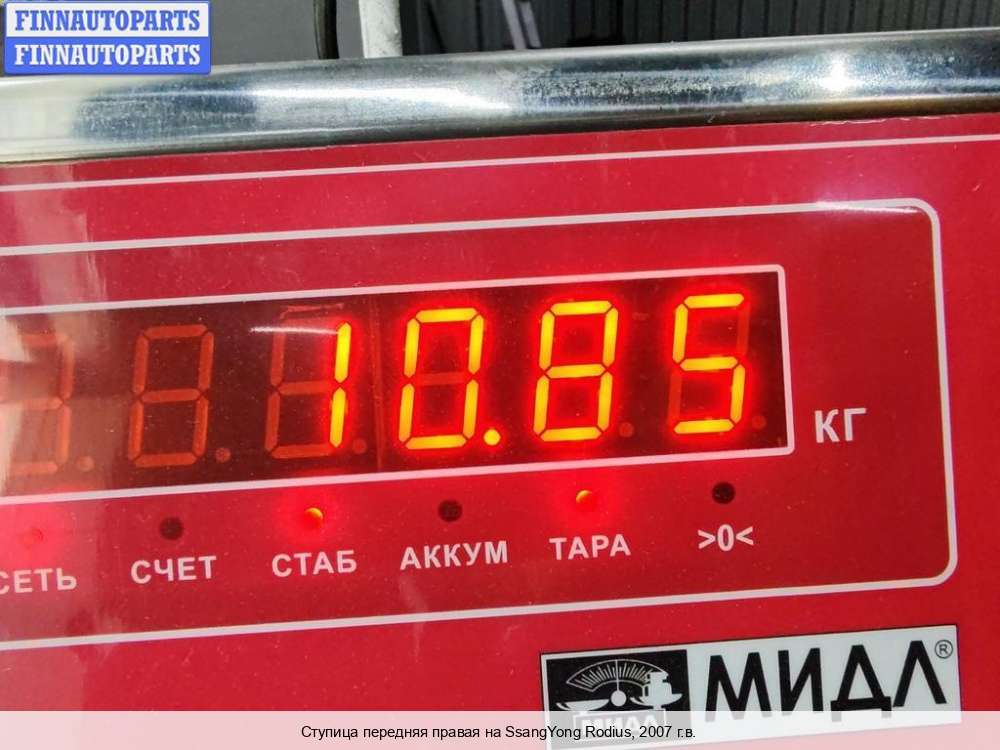 FINNAUTOPARTS
FINNAUTOPARTS
10.85
КГ
СЕТЬ СЧЕТ СТАБ АККУМ ТАРА >0<
МИДЛ®
МИДЛ
Ступица передняя правая на SsangYong Rodius, 2007 г.в.